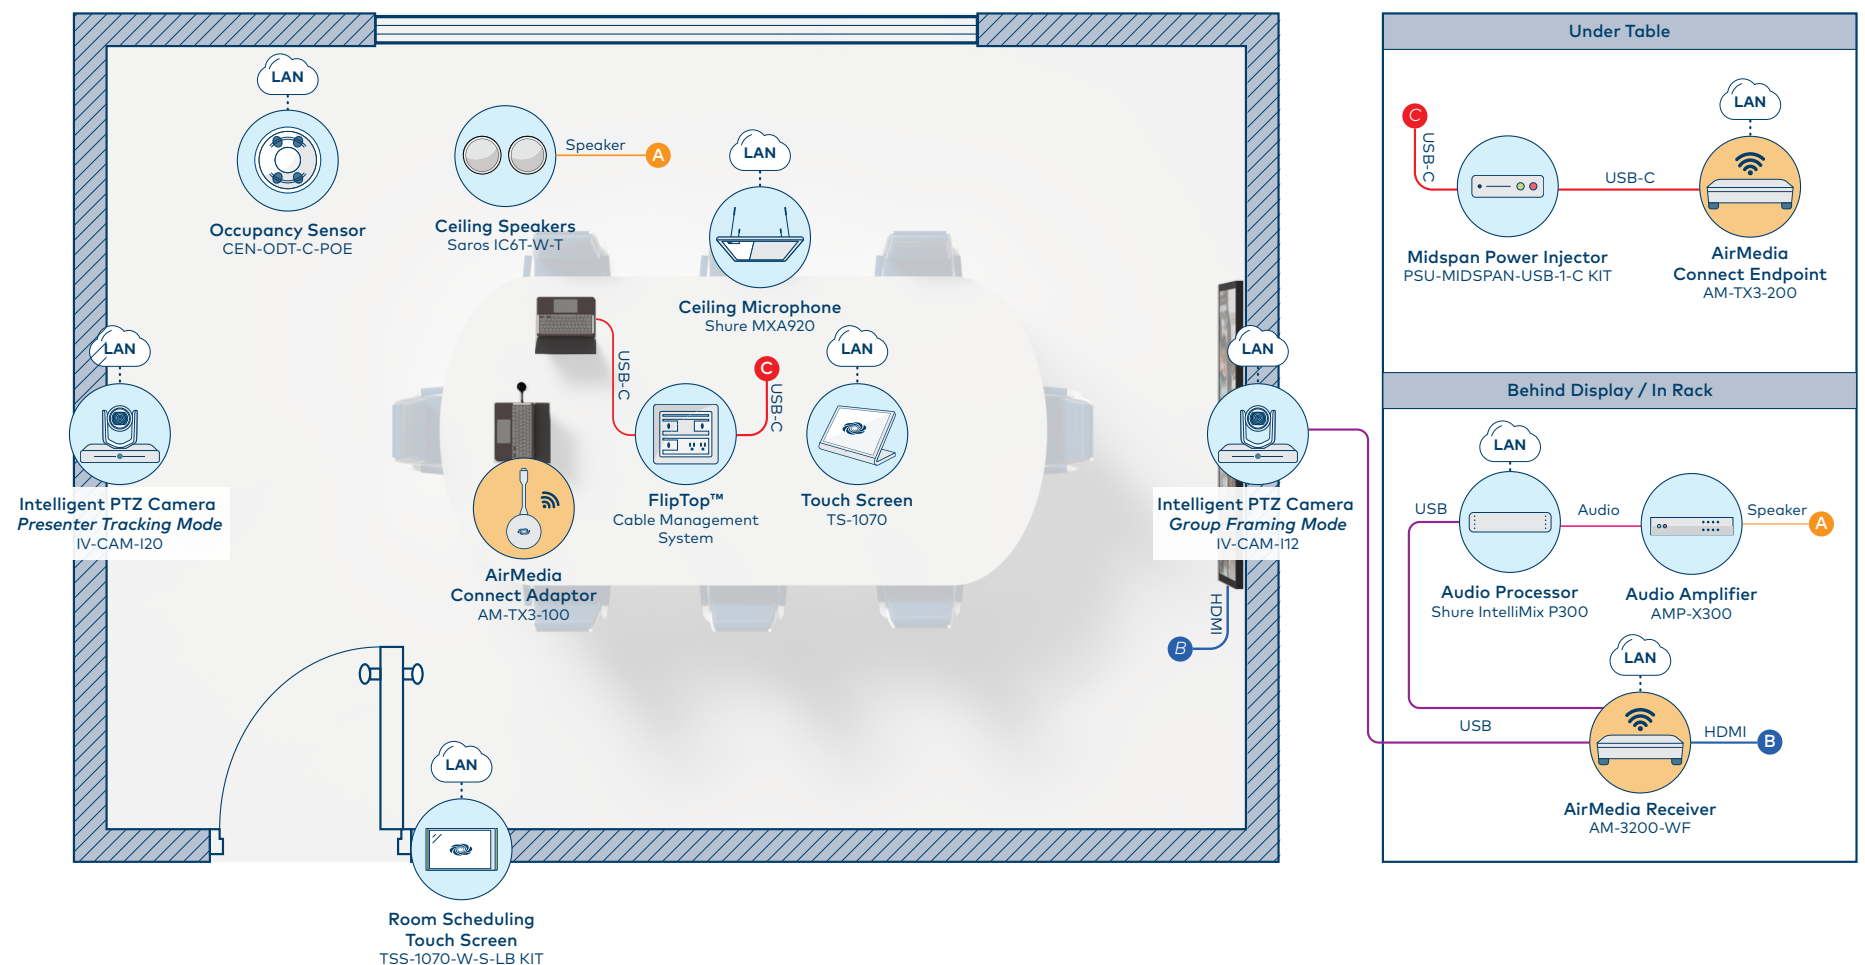 LAN
Occupancy Sensor
CEN-ODT-C-POE
Ceiling Speakers
Saros IC6T-W-T
Speaker
A
LAN
Ceiling Microphone
Shure MXA920
LAN
Intelligent PTZ Camera
Presenter Tracking Mode
IV-CAM-I20
USB-C
C
USB-C
FlipTop™
Cable Management
System
LAN
Touch Screen
TS-1070
AirMedia
Connect Adaptor
AM-TX3-100
LAN
Intelligent PTZ Camera
Group Framing Mode
IV-CAM-I12
HDMI
B
LAN
Room Scheduling
Touch Screen
TSS-1070-W-S-LB KIT
Under Table
C
USB-C
Midspan Power Injector
PSU-MIDSPAN-USB-1-C KIT
USB-C
LAN
AirMedia
Connect Endpoint
AM-TX3-200
Behind Display / In Rack
LAN
USB
Audio Processor
Shure IntelliMix P300
Audio
Audio Amplifier
AMP-X300
Speaker
A
LAN
USB
HDMI
B
AirMedia Receiver
AM-3200-WF